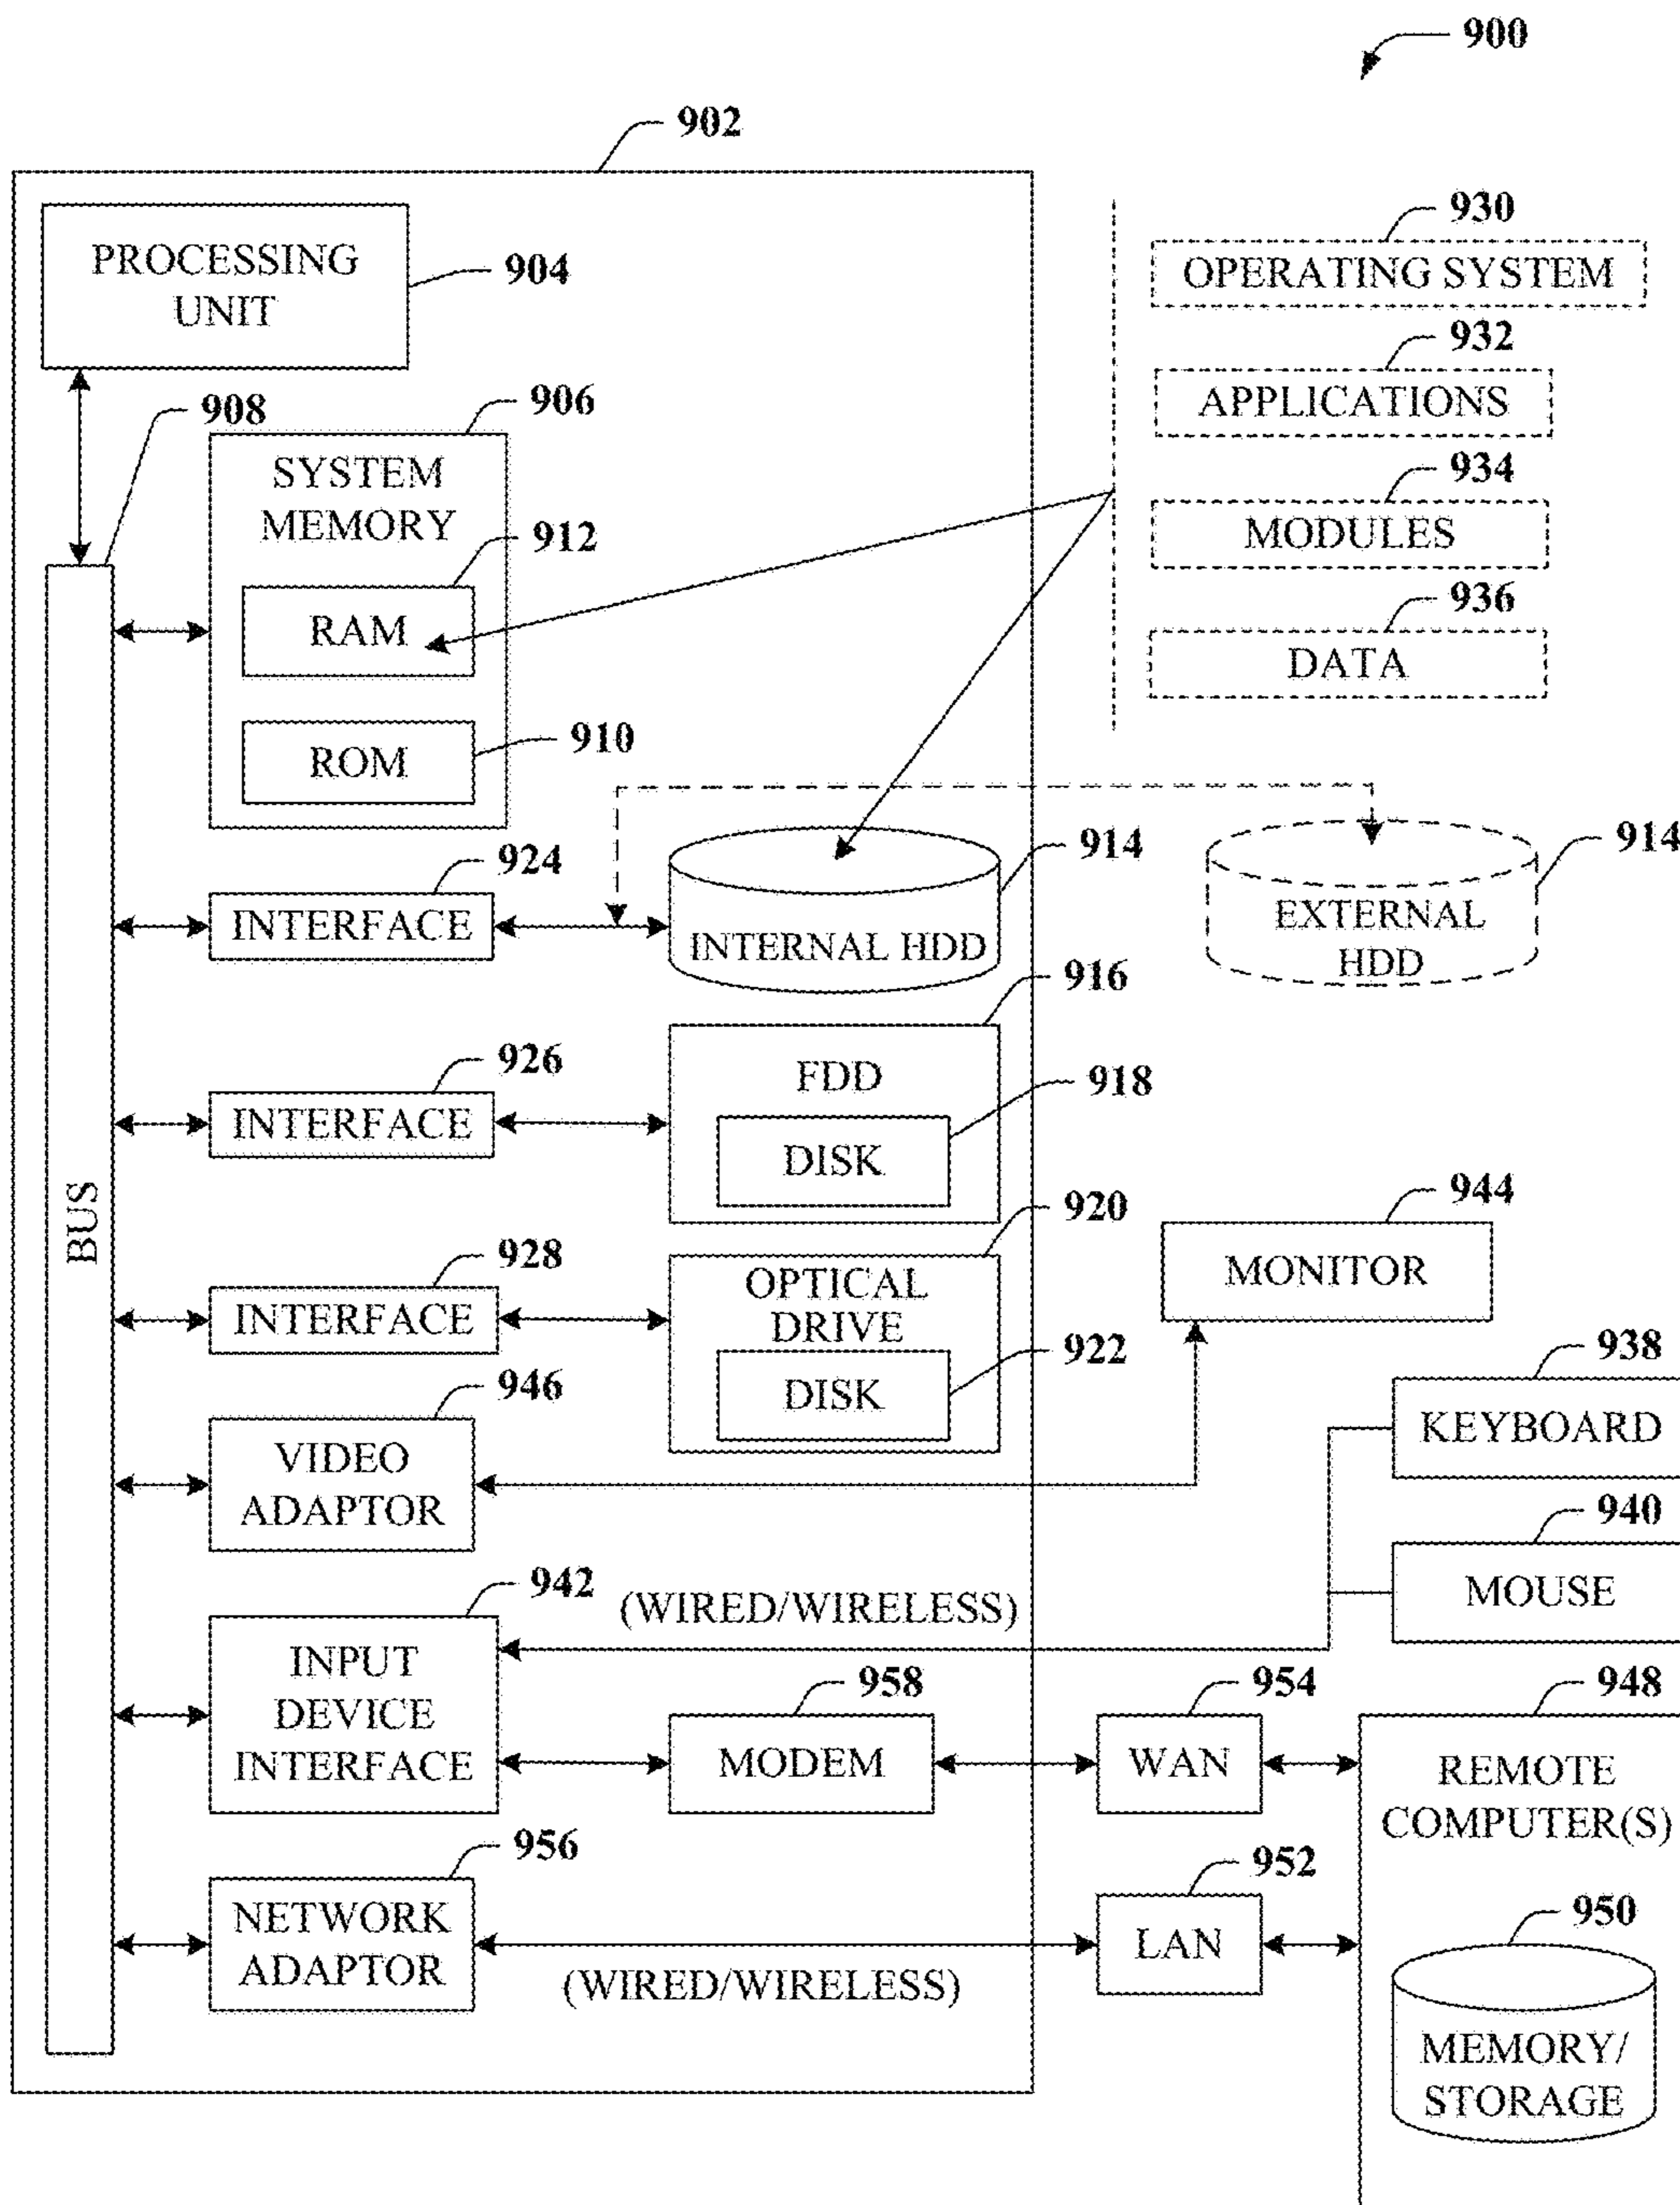 900
902
PROCESSING
UNIT
904
908
906
SYSTEM
MEMORY
912
RAM
910
ROM
930
OPERATING SYSTEM
932
APPLICATIONS
934
MODULES
936
DATA
924
INTERFACE
914
INTERNAL HDD
914
EXTERNAL
HDD
926
INTERFACE
916
FDD
918
DISK
BUS
928
INTERFACE
920
OPTICAL
DRIVE
922
DISK
944
MONITOR
946
VIDEO
ADAPTOR
938
KEYBOARD
940
MOUSE
942
(WIRED/WIRELESS)
INPUT
DEVICE
INTERFACE
958
MODEM
954
WAN
948
REMOTE
COMPUTER(S)
956
NETWORK
ADAPTOR
(WIRED/WIRELESS)
952
LAN
950
MEMORY/
STORAGE